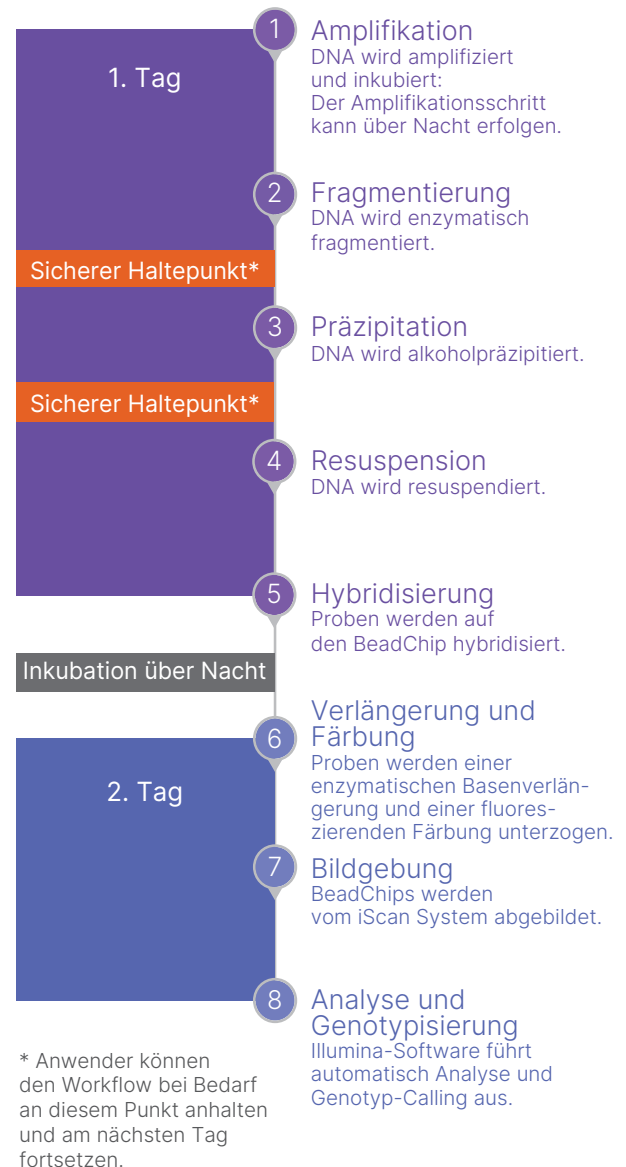 1. Tag
1
Amplifikation
DNA wird amplifiziert
und inkubiert:
Der Amplifikationsschritt
kann über Nacht erfolgen.
2
Fragmentierung
DNA wird enzymatisch
fragmentiert.
Sicherer Haltepunkt*
3
Präzipitation
DNA wird alkoholpräzipitiert.
Sicherer Haltepunkt*
4
Resuspension
DNA wird resuspendiert.
5
Hybridisierung
Proben werden auf
den BeadChip hybridisiert.
Inkubation über Nacht
2. Tag
6
Verlängerung und
Färbung
Proben werden einer
enzymatischen Basenverlän-
gerung und einer fluores-
zierenden Färbung unterzogen.
7
Bildgebung
BeadChips werden
vom iScan System abgebildet.
8
Analyse und
Genotypisierung
Illumina-Software führt
automatisch Analyse und
Genotyp-Calling aus.
* Anwender können
den Workflow bei Bedarf
an diesem Punkt anhalten
und am nächsten Tag
fortsetzen.